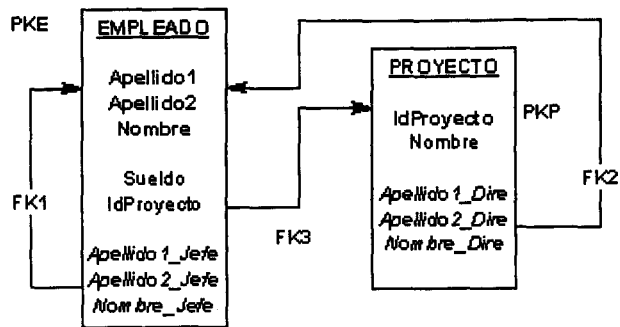 PKE
EMPLEADO
Apellido1
Apellido2
Nombre
Sueldo
IdProyecto
Apellido1_Jefe
Apellido2_Jefe
Nombre_Jefe
FK1
FK3
PROYECTO
IdProyecto
Nombre
Apellido1_Dire
Apellido2_Dire
Nombre_Dire
PKP
FK2